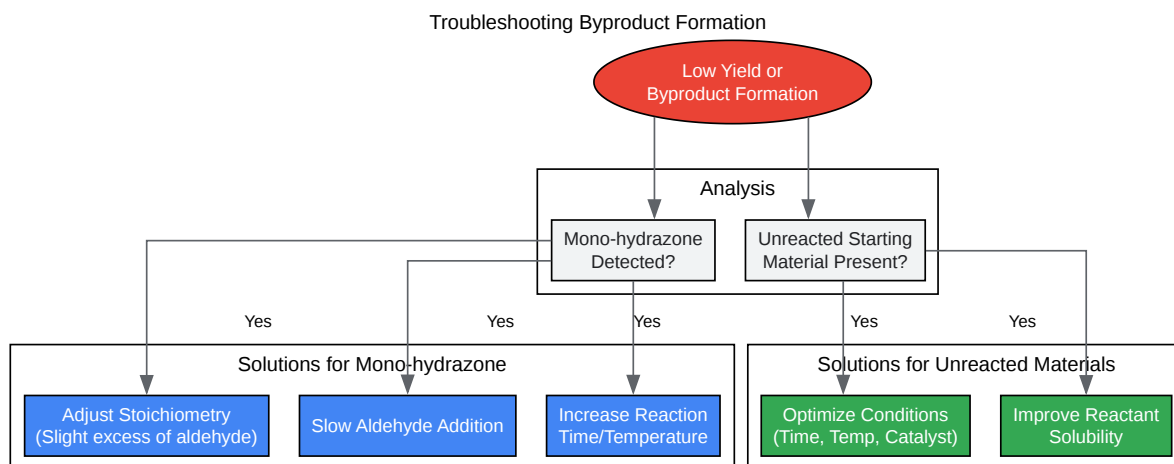 Troubleshooting Byproduct Formation
Low Yield or
Byproduct Formation
Analysis
Mono-hydrazone
Detected?
Unreacted Starting
Material Present?
Yes
Yes
Yes
Yes
Yes
Solutions for Mono-hydrazone
Adjust Stoichiometry
(Slight excess of aldehyde)
Slow Aldehyde Addition
Increase Reaction
Time/Temperature
Solutions for Unreacted Materials
Optimize Conditions
(Time, Temp, Catalyst)
Improve Reactant
Solubility